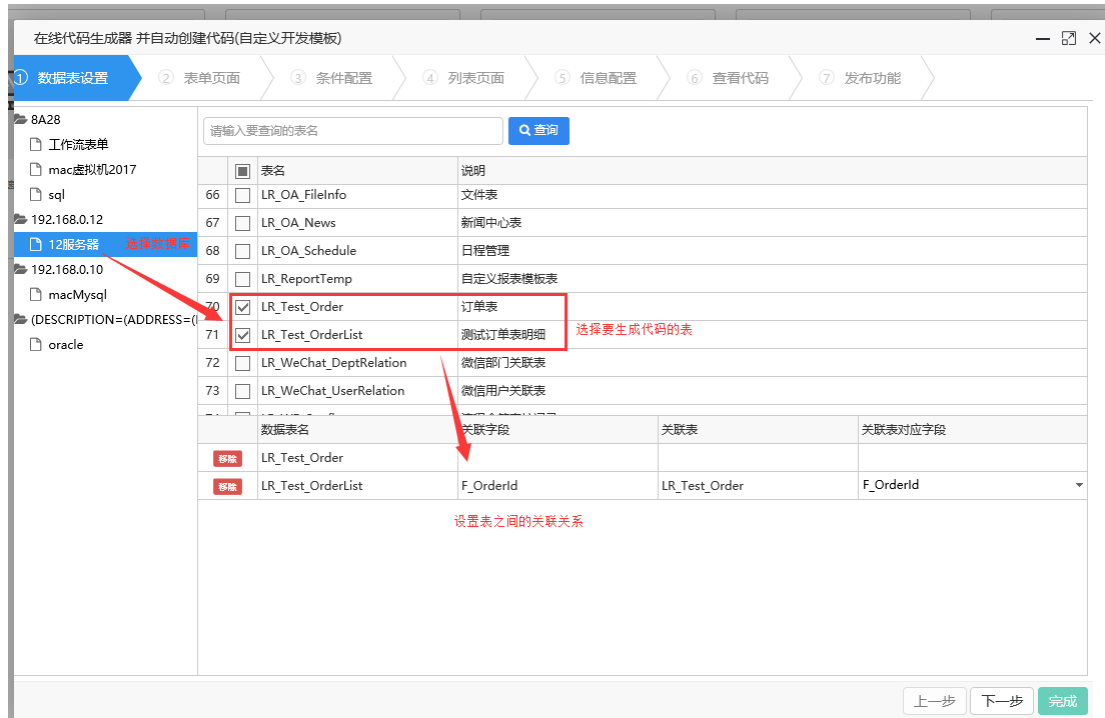 在线代码生成器 并自动创建代码(自定义开发模板)
1 数据表设置 2 表单页面 3 条件配置 4 列表页面 5 信息配置 6 查看代码 7 发布功能
8A28
工作流表单
mac虚拟机2017
sql
192.168.0.12
12服务器 选择数据库
192.168.0.10
macMysql
(DESCRIPTION=(ADDRESS=(
oracle
请输入要查询的表名 查询
表名 说明
66 LR_OA_FileInfo 文件表
67 LR_OA_News 新闻中心表
68 LR_OA_Schedule 日程管理
69 LR_ReportTemp 自定义报表模板表
70 LR_Test_Order 订单表
71 LR_Test_OrderList 测试订单表明细
选择要生成代码的表
72 LR_WeChat_DeptRelation 微信部门关联表
73 LR_WeChat_UserRelation 微信用户关联表
数据表名 关联字段 关联表 关联表对应字段
移除 LR_Test_Order
移除 LR_Test_OrderList F_OrderId LR_Test_Order F_OrderId
设置表之间的关联关系
上一步 下一步 完成